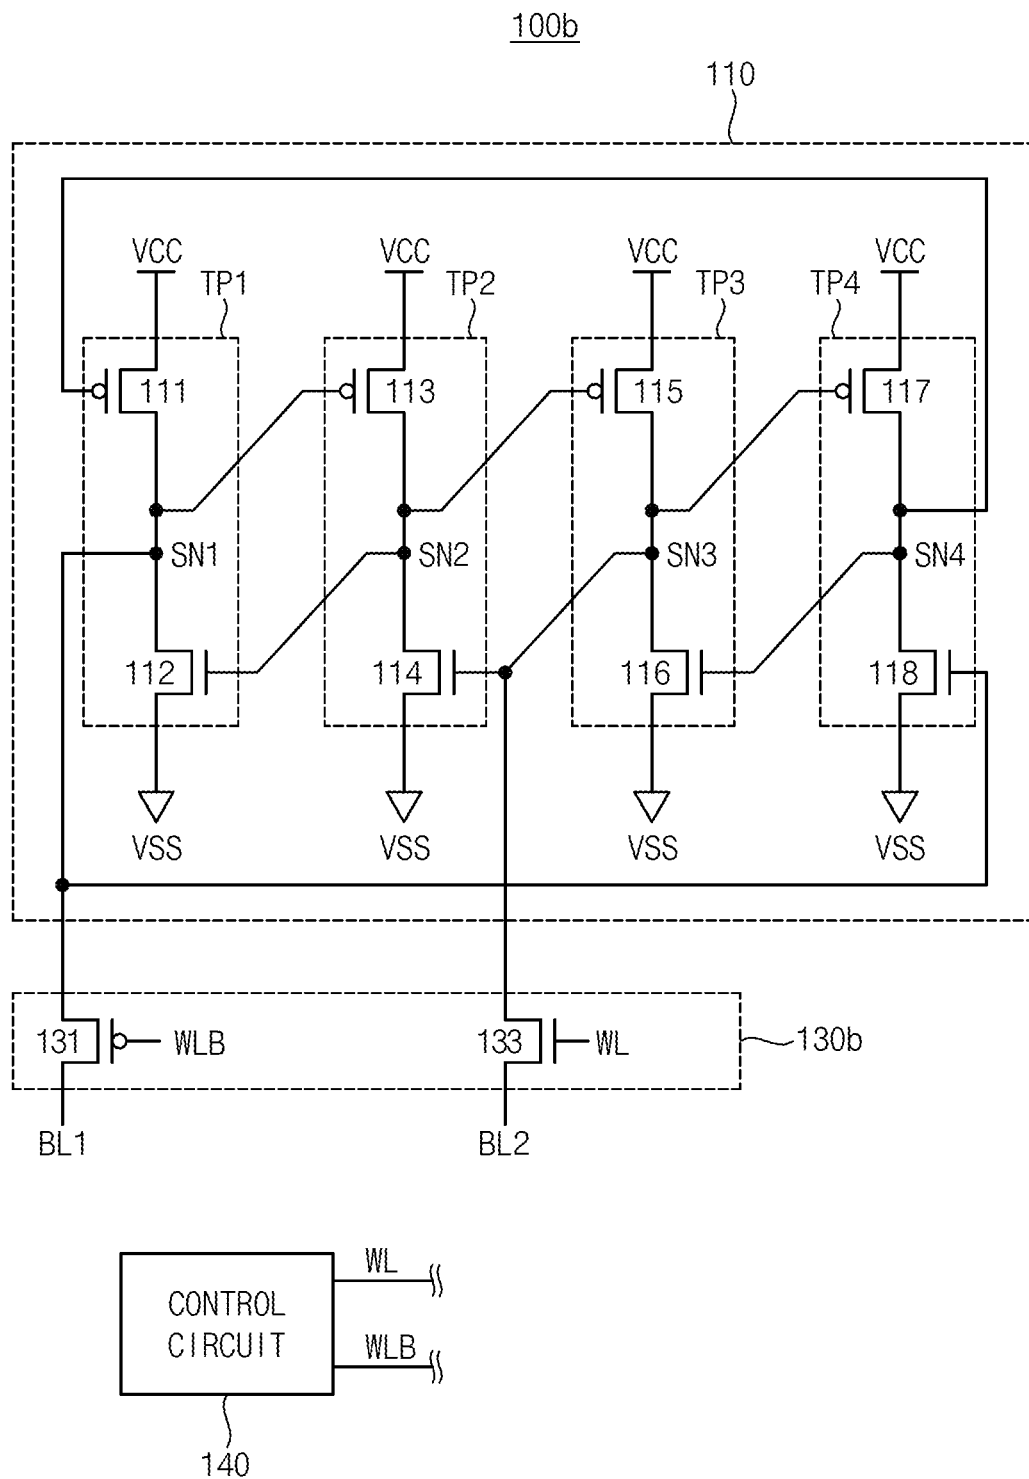 100b
110
VCC VCC VCC VCC
TP1 TP2 TP3 TP4
111 113 115 117
SN1 SN2 SN3 SN4
112 114 116 118
VSS VSS VSS VSS
131 WLB 133 WL 130b
BL1 BL2
WL
CONTROL
CIRCUIT
WLB
140